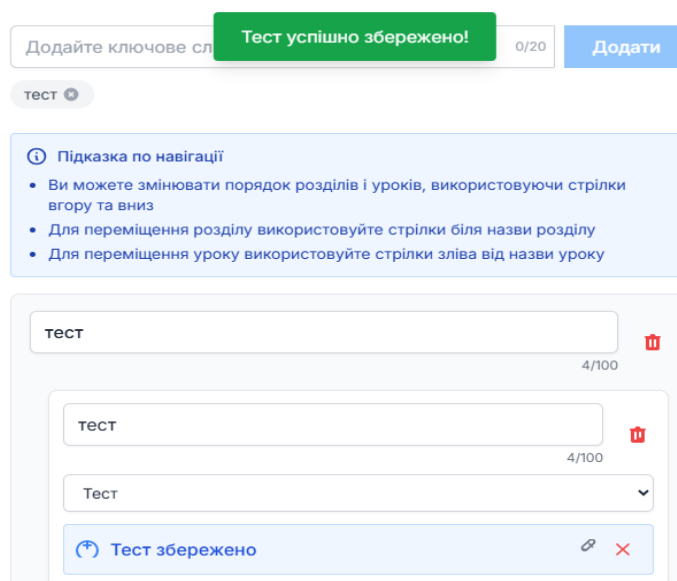 Тест успішно збережено!
Додайте ключове сл
0/20
Додати
тест
Підказка по навігації
• Ви можете змінювати порядок розділів і уроків, використовуючи стрілки
вгору та вниз
• Для переміщення розділу використовуйте стрілки біля назви розділу
• Для переміщення уроку використовуйте стрілки зліва від назви уроку
тест
4/100
тест
4/100
Тест
Тест збережено